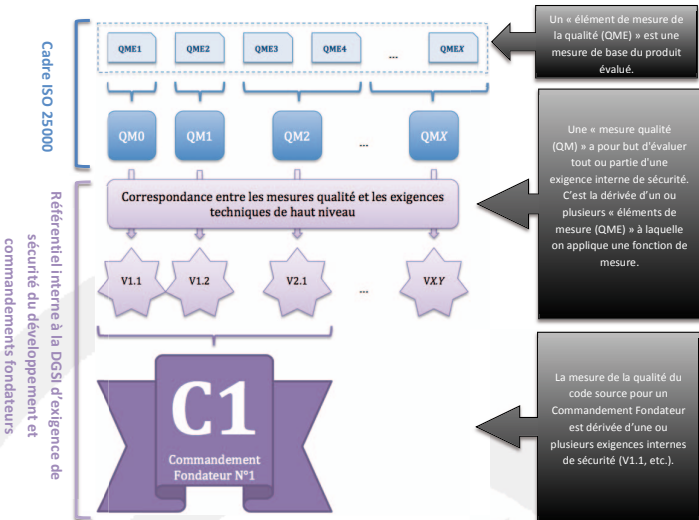 Cadre ISO 25000
QME1
QME2
QME3
QME4
...
QMEX
Un « élément de mesure de
la qualité (QME) » est une
mesure de base du produit
évalué.
QM0
QM1
QM2
...
QMX
Une « mesure qualité
(QM) » a pour but d'évaluer
tout ou partie d'une
exigence interne de sécurité.
C'est la dérivée d'un ou
plusieurs « éléments de
mesure (QME) » à laquelle
on applique une fonction de
mesure.
Référentiel interne à la DGSI d'exigence de
sécurité du développement et
commandements fondateurs
Correspondance entre les mesures qualité et les exigences
techniques de haut niveau
V1.1
V1.2
V2.1
...
VX.Y
C1
Commandement
Fondateur N°1
La mesure de la qualité du
code source pour un
Commandement Fondateur
est dérivée d'une ou
plusieurs exigences internes
de sécurité (V1.1, etc.).